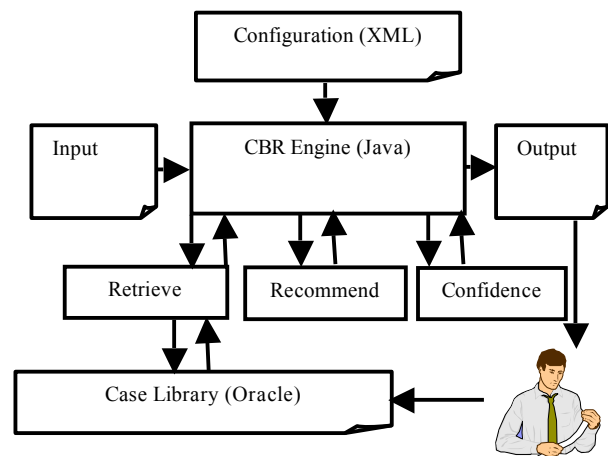 Configuration (XML)
Input
CBR Engine (Java)
Output
Retrieve
Recommend
Confidence
Case Library (Oracle)